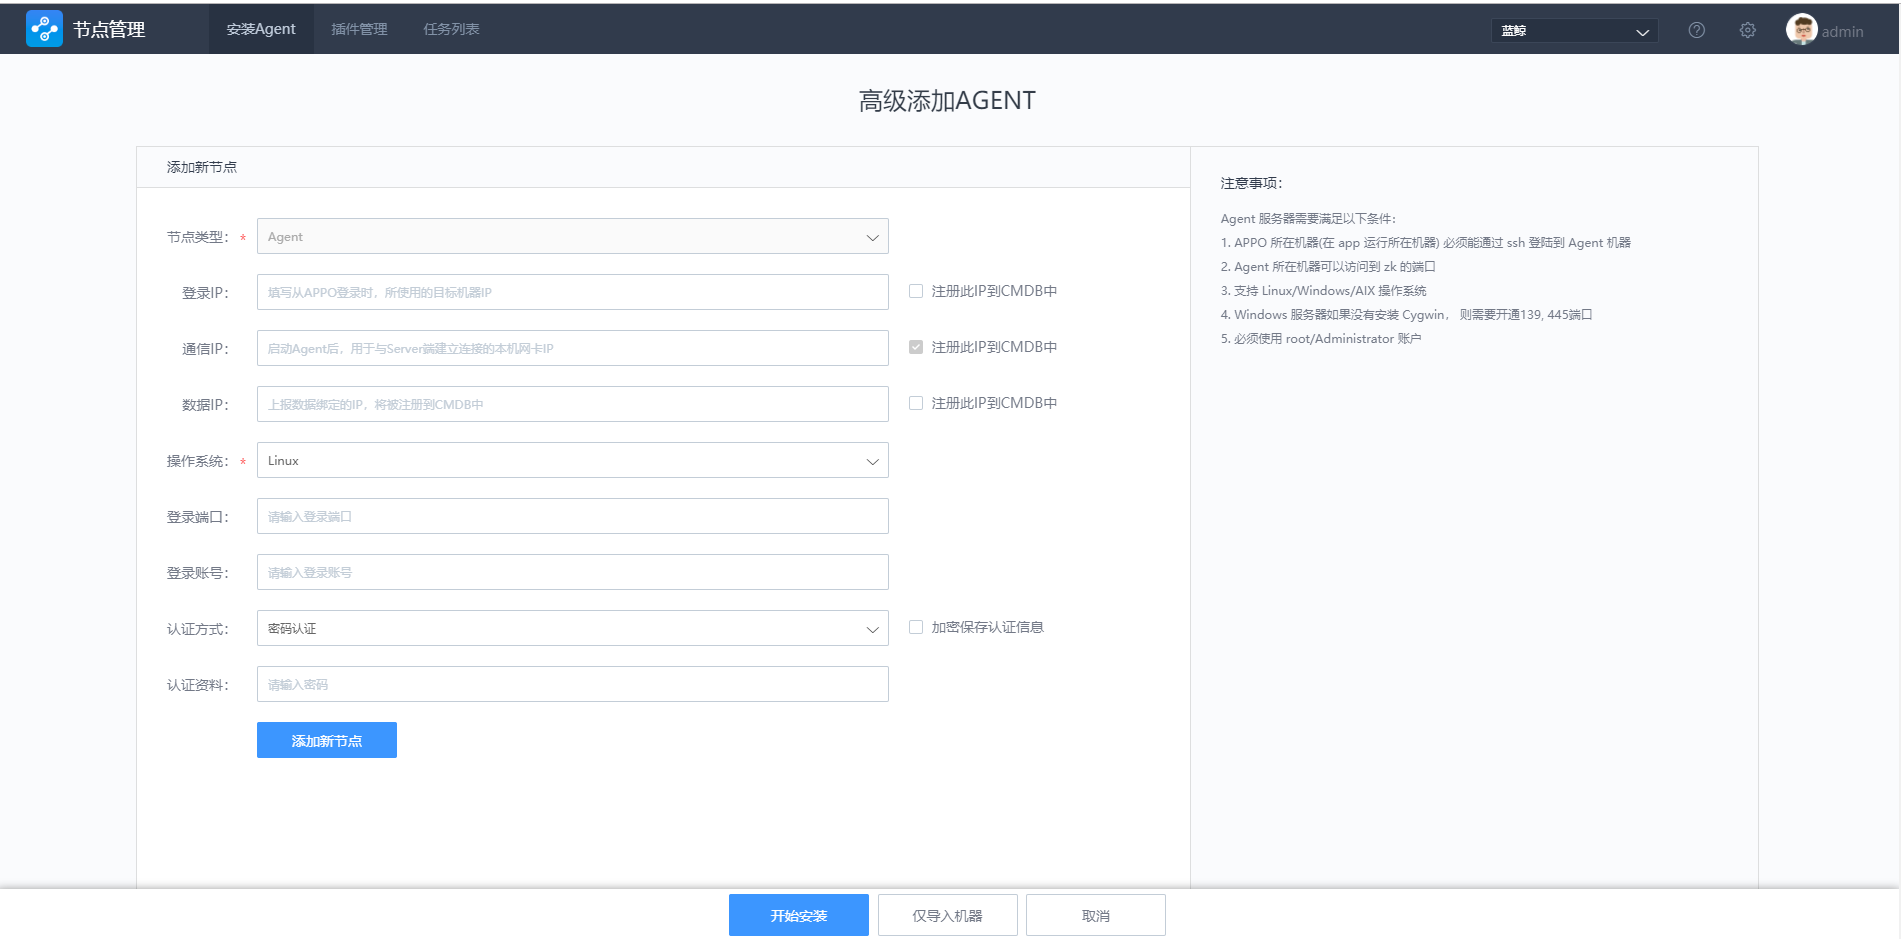 节点管理
安装Agent
插件管理
任务列表
蓝鲸
admin
高级添加AGENT
添加新节点
节点类型： *
Agent
登录IP：
填写从APPO登录时，所使用的目标机器IP
注册此IP到CMDB中
通信IP：
启动Agent后，用于与Server端建立连接的本机网卡IP
注册此IP到CMDB中
数据IP：
上报数据绑定的IP，将被注册到CMDB中
注册此IP到CMDB中
操作系统： *
Linux
登录端口：
请输入登录端口
登录账号：
请输入登录账号
认证方式：
密码认证
加密保存认证信息
认证资料：
请输入密码
添加新节点
注意事项：
Agent 服务器需要满足以下条件：
1. APPO 所在机器(在 app 运行所在机器) 必须能通过 ssh 登陆到 Agent 机器
2. Agent 所在机器可以访问到 zk 的端口
3. 支持 Linux/Windows/AIX 操作系统
4. Windows 服务器如果没有安装 Cygwin， 则需要开通139, 445端口
5. 必须使用 root/Administrator 账户
开始安装
仅导入机器
取消